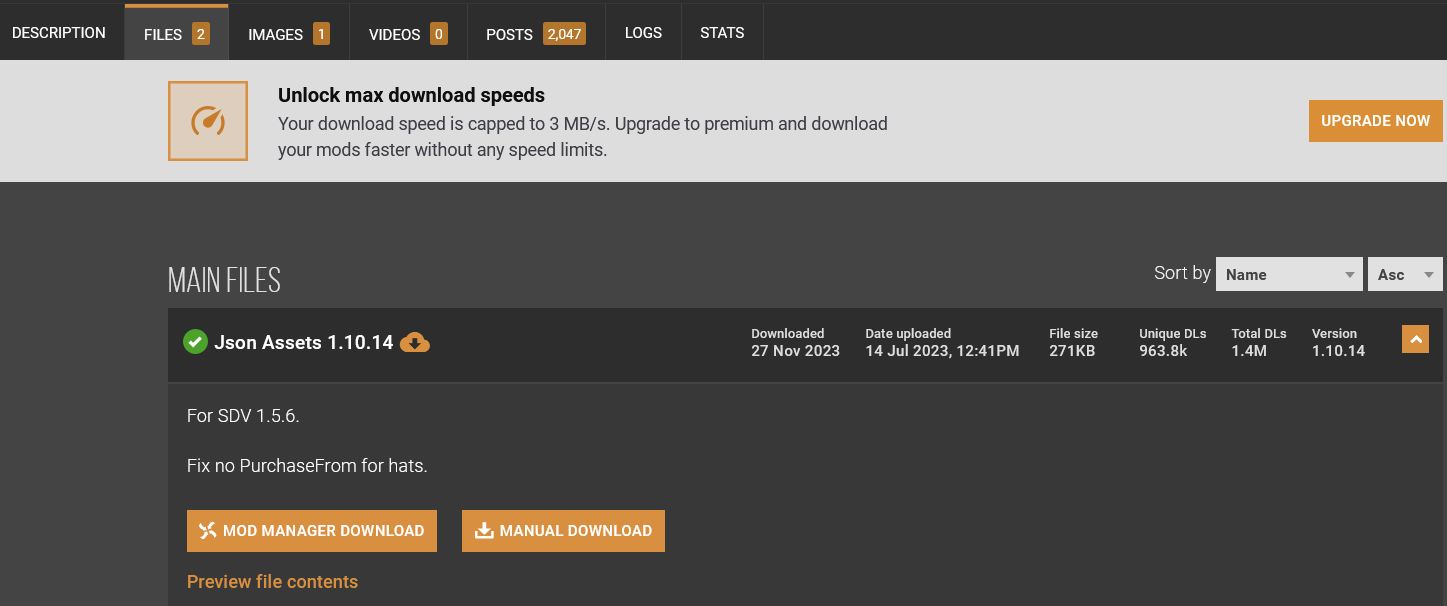 DESCRIPTION FILES 2 IMAGES 1 VIDEOS 0 POSTS 2,047 LOGS STATS
Unlock max download speeds
Your download speed is capped to 3 MB/s. Upgrade to premium and download
your mods faster without any speed limits.
UPGRADE NOW
MAIN FILES
Sort by Name Asc
Json Assets 1.10.14
Downloaded Date uploaded File size Unique DLs Total DLs Version
27 Nov 2023 14 Jul 2023, 12:41PM 271KB 963.8k 1.4M 1.10.14
For SDV 1.5.6.
Fix no PurchaseFrom for hats.
MOD MANAGER DOWNLOAD MANUAL DOWNLOAD
Preview file contents